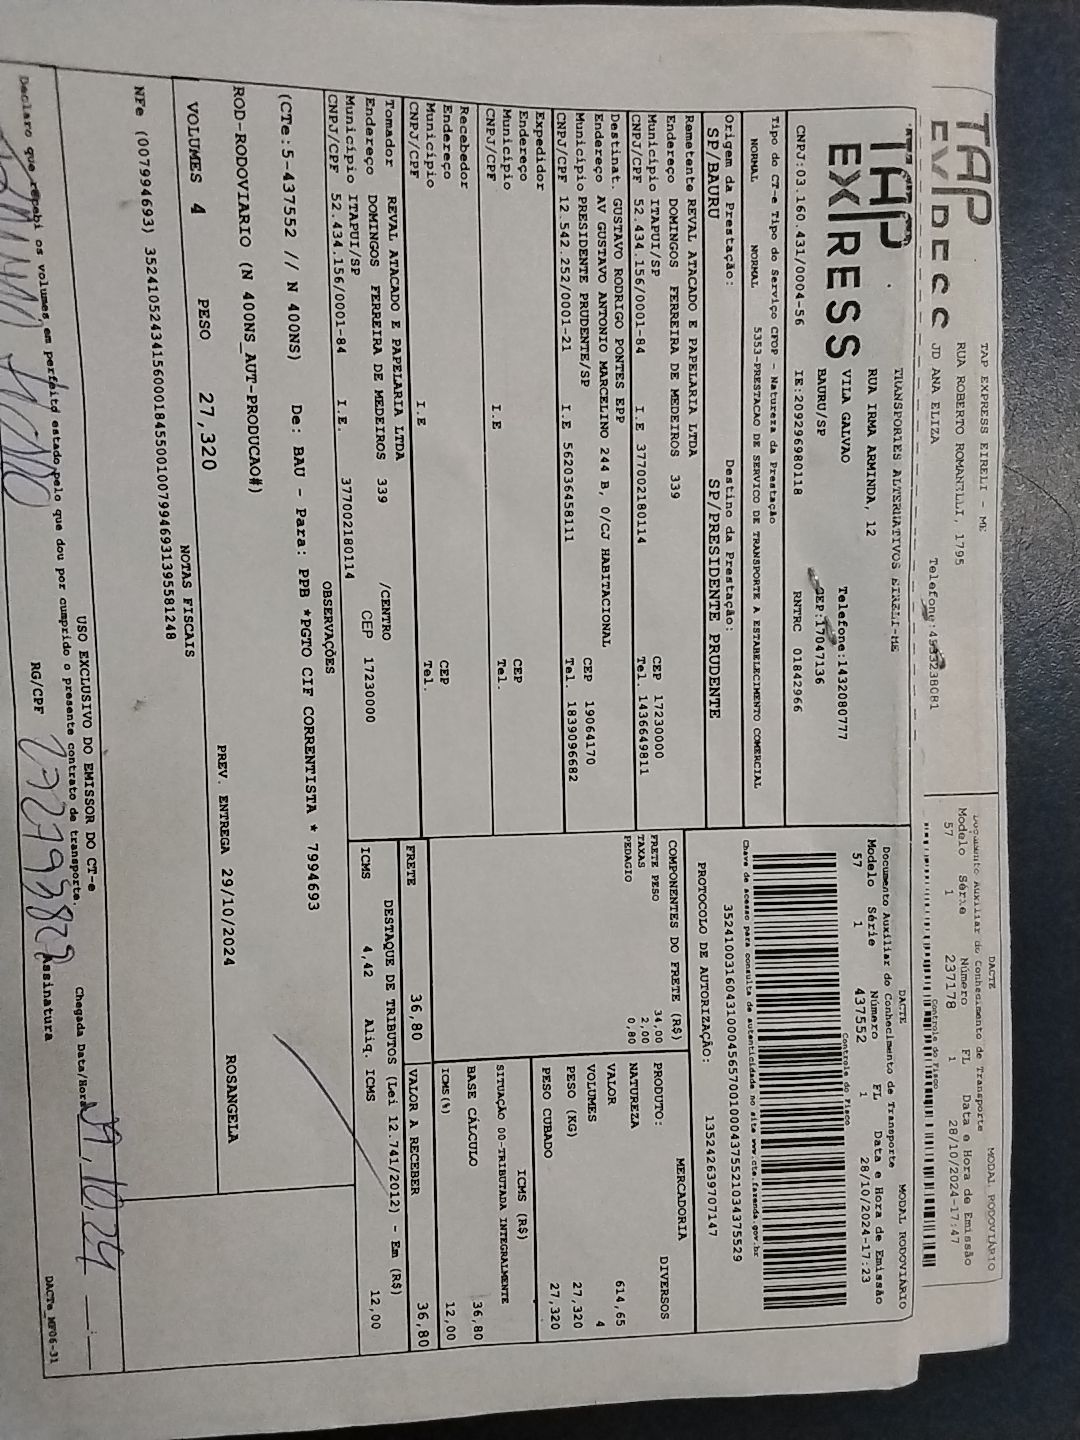 TAP
TAP EXPRESS EIRELI - ME
RUA ROBERTO ROMANELLI, 1795
JD ANA ELIZA
DACTE MODAL RODOVIÁRIO
Documento Auxiliar do Conhecimento de Transporte
Modelo Série Número FL Data e Hora de Emissão
57 1 237178 1 28/10/2024-17:47
Controle do Fisco
TAP
EXPRESS
TRANSPORTES ALTERNATIVOS EIRELI-ME
RUA IRMA ARMINDA, 12
VILA GALVAO
BAURU/SP
Telefone:1432080777
CEP:17047136
CNPJ:03.160.431/0004-56 IE:209296980118 RNTRC 01842966
DACTE MODAL RODOVIÁRIO
Documento Auxiliar do Conhecimento de Transporte
Modelo Série Número FL Data e Hora de Emissão
57 1 437552 1 28/10/2024-17:23
Controle do Fisco
Chave de acesso para consulta de autenticidade no site www.cte.fazenda.gov.br
35241003160431000456570010004375521034375529
PROTOCOLO DE AUTORIZAÇÃO: 135242639707147
Tipo do CT-e Tipo do Serviço CFOP - Natureza da Prestação
NORMAL NORMAL 5353-PRESTACAO DE SERVICO DE TRANSPORTE A ESTABELECIMENTO COMERCIAL
Origem da Prestação: Destino da Prestação:
SP/BAURU SP/PRESIDENTE PRUDENTE
Remetente REVAL ATACADO E PAPELARIA LTDA
Endereço DOMINGOS FERREIRA DE MEDEIROS 339
Município ITAPUI/SP CEP 17230000
CNPJ/CPF 52.434.156/0001-84 I.E 377002180114 Tel. 1436649811
Destinat. GUSTAVO RODRIGO PONTES EPP
Endereço AV GUSTAVO ANTONIO MARCELINO 244 B, 0/CJ HABITACIONAL
Município PRESIDENTE PRUDENTE/SP CEP 19064170
CNPJ/CPF 12.542.252/0001-21 I.E 562036458111 Tel. 1839096682
Expedidor
Endereço
Município CEP
CNPJ/CPF I.E Tel.
Recebedor
Endereço
Município CEP
CNPJ/CPF I.E Tel.
Tomador REVAL ATACADO E PAPELARIA LTDA
Endereço DOMINGOS FERREIRA DE MEDEIROS 339 /CENTRO
Município ITAPUI/SP CEP 17230000
CNPJ/CPF 52.434.156/0001-84 I.E. 377002180114
COMPONENTES DO FRETE (R$)
FRETE PESO 34,00
TAXAS 2,00
PEDAGIO 0,80
MERCADORIA
PRODUTO: DIVERSOS
NATUREZA
VALOR 614,65
VOLUMES 4
PESO (KG) 27,320
PESO CUBADO 27,320
ICMS (R$)
SITUAÇÃO 00-TRIBUTADA INTEGRALMENTE
BASE CÁLCULO 36,80
ICMS(%) 12,00
FRETE 36,80 VALOR A RECEBER 36,80
DESTAQUE DE TRIBUTOS (Lei 12.741/2012) - Em (R$)
ICMS 4,42 Aliq. ICMS 12,00
OBSERVAÇÕES
(CTe:5-437552 // N 400NS) De: BAU - Para: PPB *PGTO CIF CORRENTISTA * 7994693
ROD-RODOVIARIO (N 400NS_AUT-PRODUCAO#)
VOLUMES 4 PESO 27,320 PREV. ENTREGA 29/10/2024 ROSANGELA
NOTAS FISCAIS
NFe (007994693) 35241052434156000184550010079946931395581248
USO EXCLUSIVO DO EMISSOR DO CT-e
Declaro que recebi os volumes em perfeito estado pelo que dou por cumprido o presente contrato de transporte.
Chegada Data/Hora 29.10.24
RG/CPF Assinatura
DACTe_MF06-31